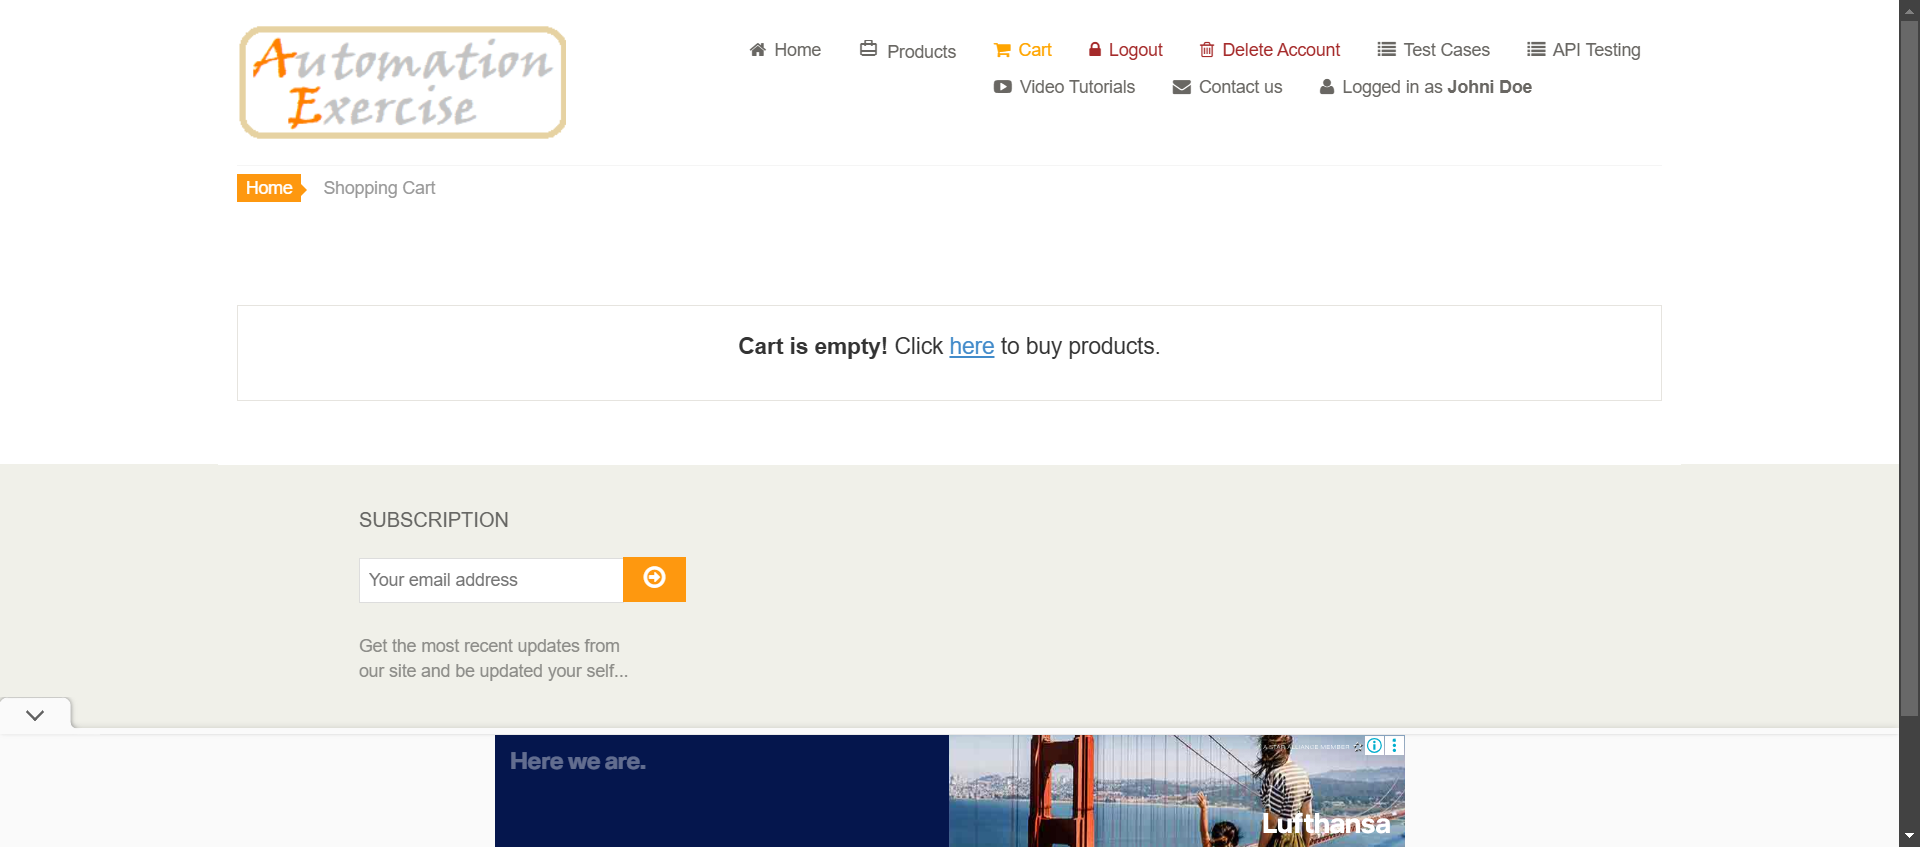 Automation
Exercise
Home
Products
Cart
Logout
Delete Account
Test Cases
API Testing
Video Tutorials
Contact us
Logged in as Johni Doe
Home
Shopping Cart
Cart is empty! Click here to buy products.
SUBSCRIPTION
Your email address
Get the most recent updates from
our site and be updated your self...
Here we are.
A STAR ALLIANCE MEMBER
Lufthansa